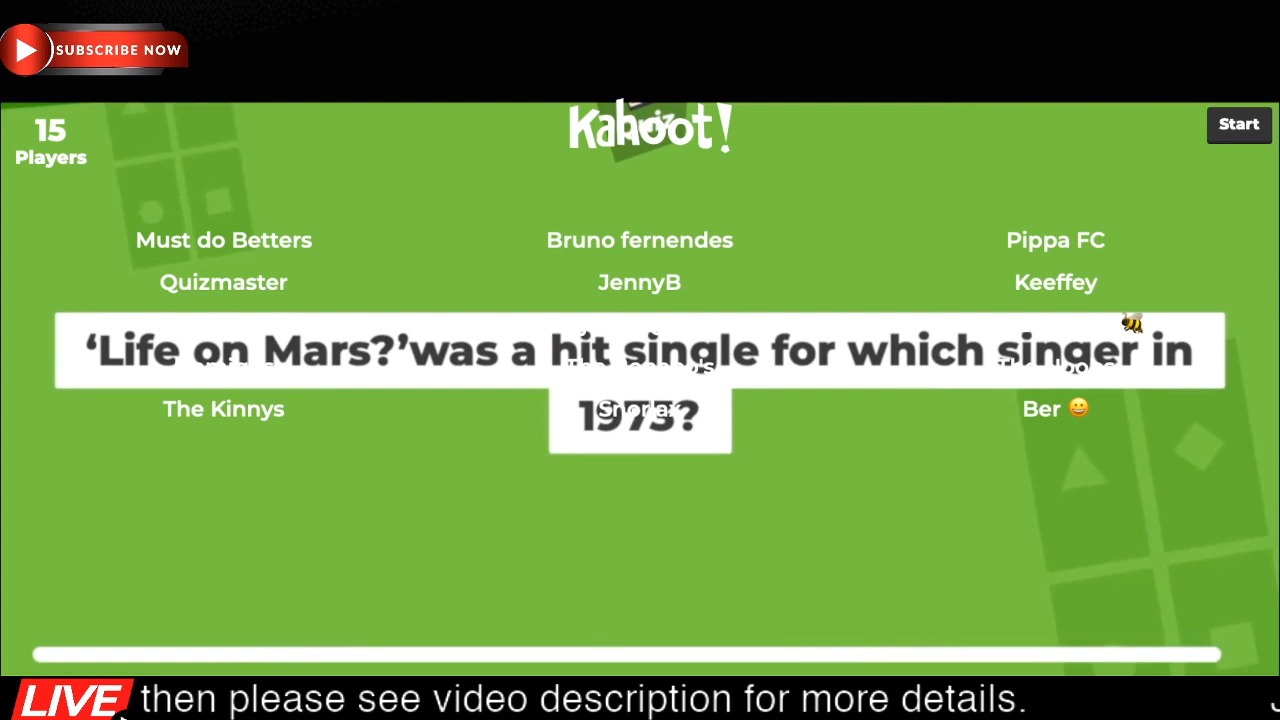 SUBSCRIBE NOW
15
Players
Kahoot!
Quiz
Start
Must do Betters
Bruno fernendes
Pippa FC
Quizmaster
JennyB
Keeffey
‘Life on Mars?’was a hit single for which singer in
1973?
The Kinnys
Snorlax
Ber 😀
LIVE
then please see video description for more details.